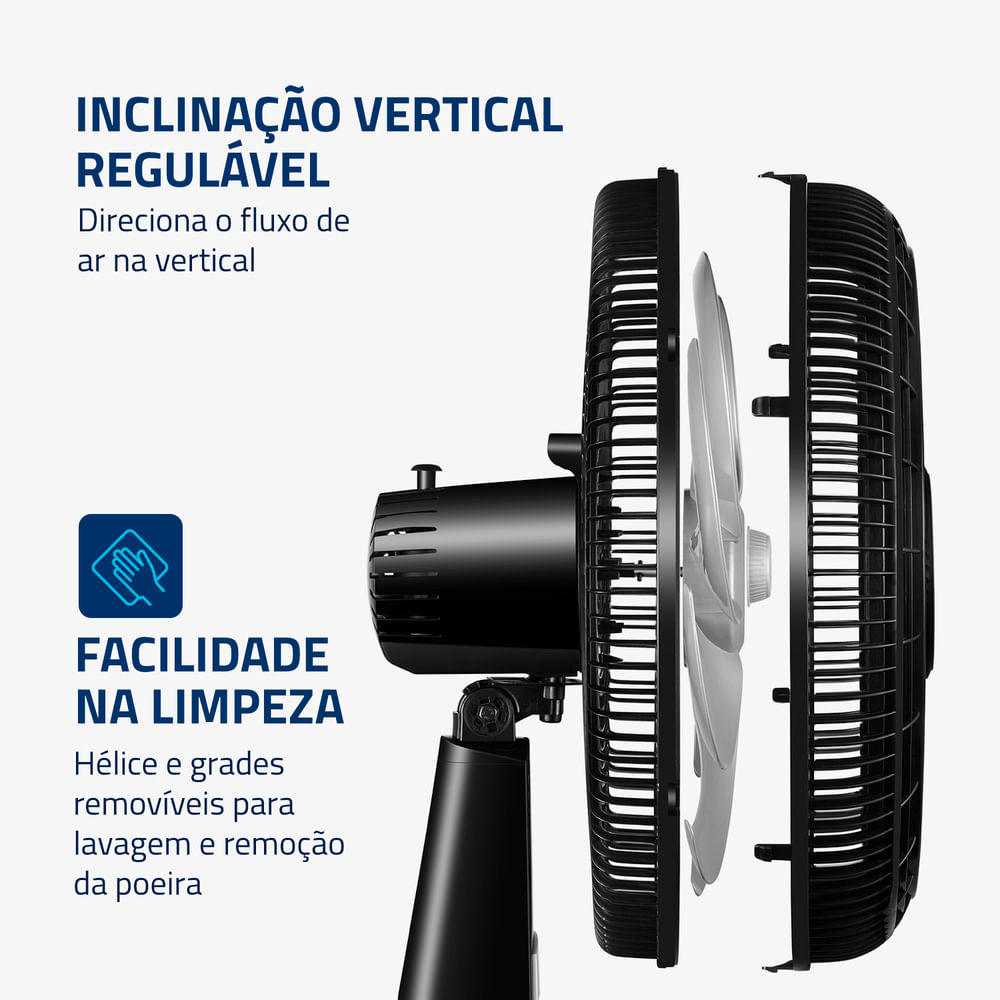 INCLINAÇÃO VERTICAL
REGULÁVEL
Direciona o fluxo de
ar na vertical
FACILIDADE
NA LIMPEZA
Hélice e grades
removíveis para
lavagem e remoção
da poeira